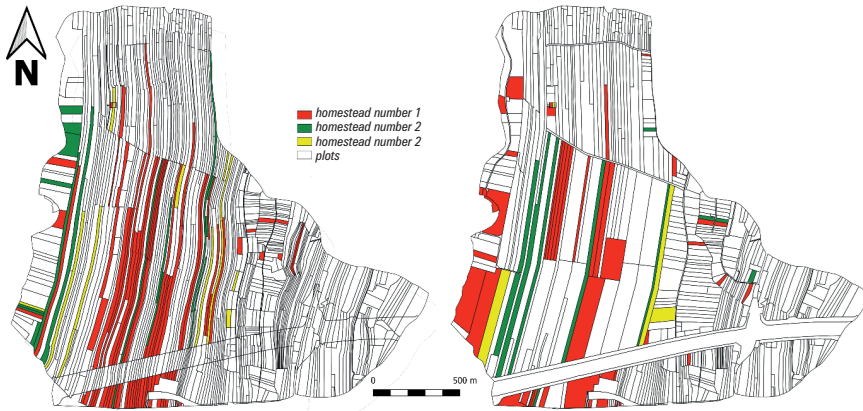 N
homestead number 1
homestead number 2
homestead number 2
plots
0 500 m